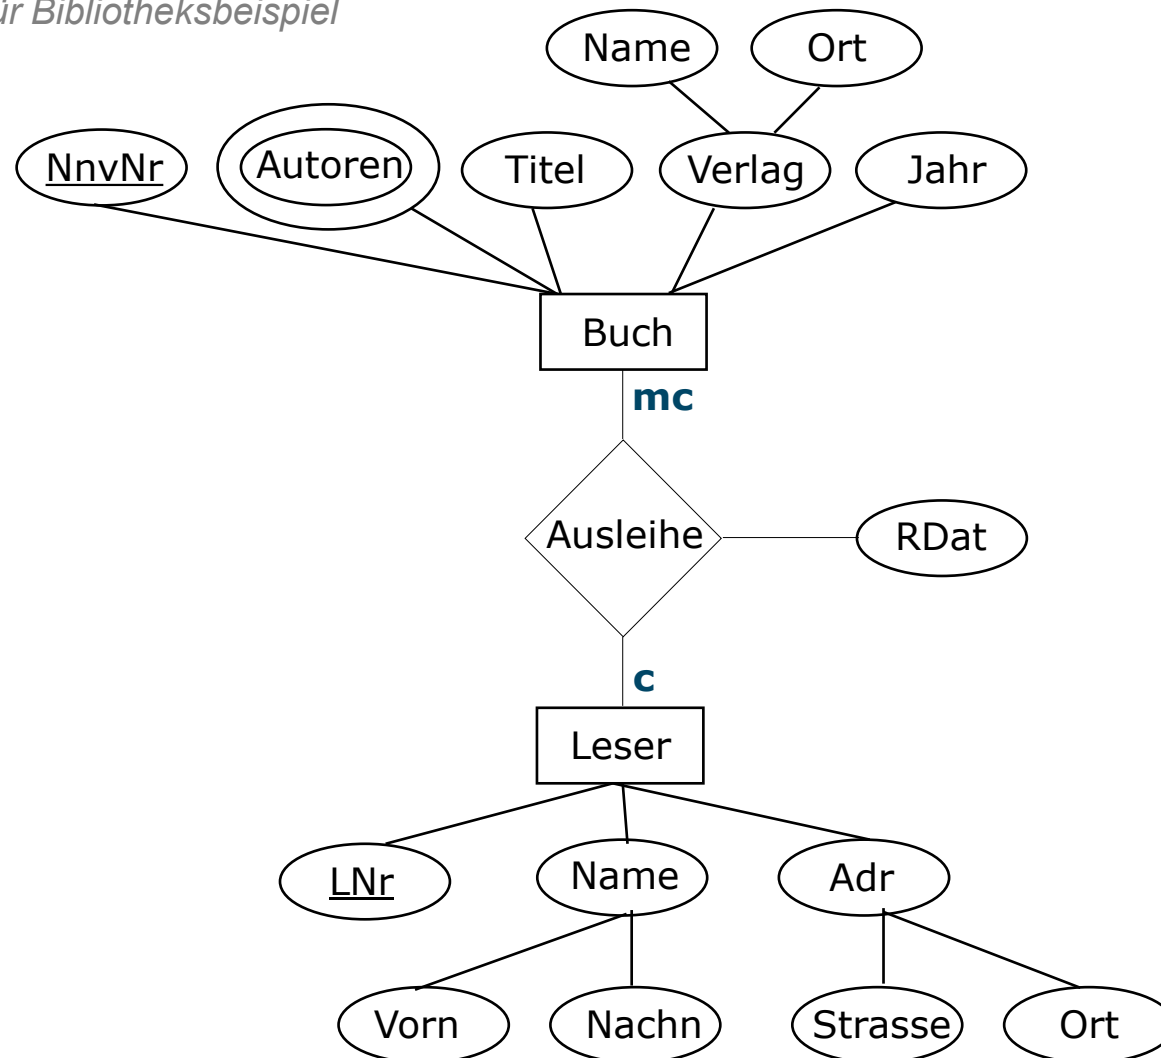 ür Bibliotheksbeispiel
Name Ort
NnvNr Autoren Titel Verlag Jahr
Buch
mc
Ausleihe RDat
c
Leser
LNr Name Adr
Vorn Nachn Strasse Ort